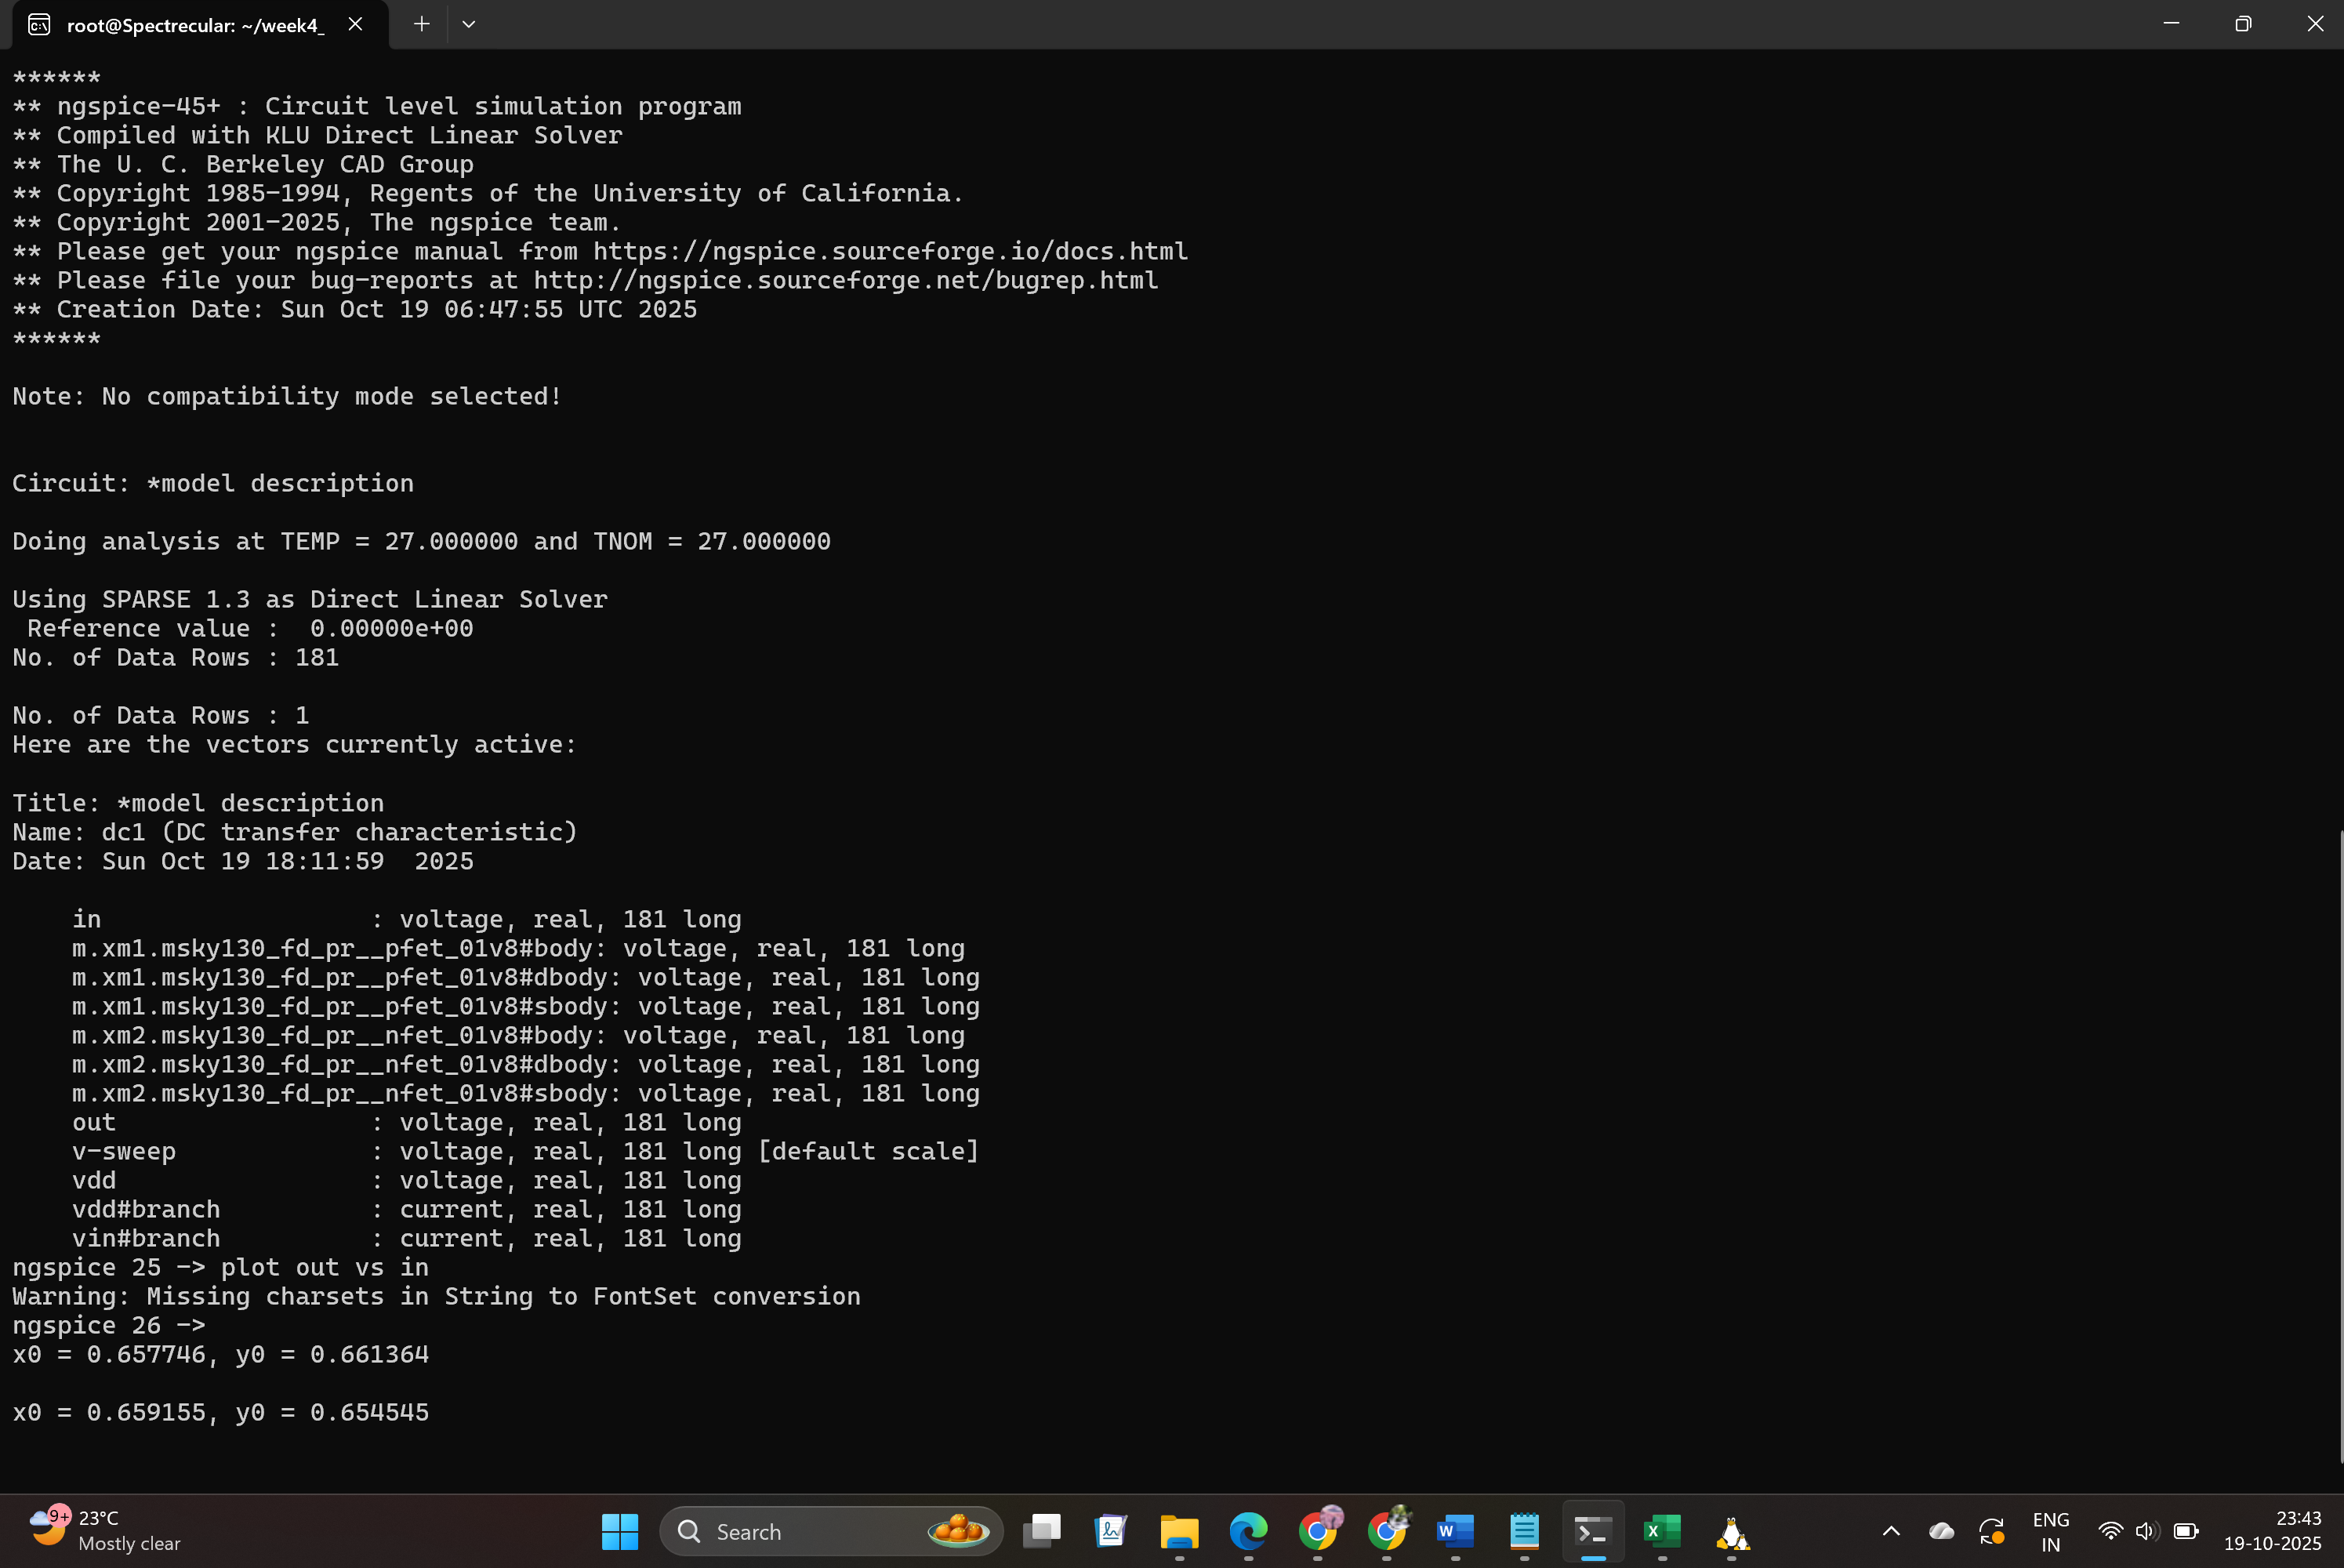 root@Spectrecular: ~/week4_
******
** ngspice-45+ : Circuit level simulation program
** Compiled with KLU Direct Linear Solver
** The U. C. Berkeley CAD Group
** Copyright 1985-1994, Regents of the University of California.
** Copyright 2001-2025, The ngspice team.
** Please get your ngspice manual from https://ngspice.sourceforge.io/docs.html
** Please file your bug-reports at http://ngspice.sourceforge.net/bugrep.html
** Creation Date: Sun Oct 19 06:47:55 UTC 2025
******
Note: No compatibility mode selected!
Circuit: *model description
Doing analysis at TEMP = 27.000000 and TNOM = 27.000000
Using SPARSE 1.3 as Direct Linear Solver
Reference value :  0.00000e+00
No. of Data Rows : 181
No. of Data Rows : 1
Here are the vectors currently active:
Title: *model description
Name: dc1 (DC transfer characteristic)
Date: Sun Oct 19 18:11:59  2025
in                  : voltage, real, 181 long
m.xm1.msky130_fd_pr__pfet_01v8#body: voltage, real, 181 long
m.xm1.msky130_fd_pr__pfet_01v8#dbody: voltage, real, 181 long
m.xm1.msky130_fd_pr__pfet_01v8#sbody: voltage, real, 181 long
m.xm2.msky130_fd_pr__nfet_01v8#body: voltage, real, 181 long
m.xm2.msky130_fd_pr__nfet_01v8#dbody: voltage, real, 181 long
m.xm2.msky130_fd_pr__nfet_01v8#sbody: voltage, real, 181 long
out                 : voltage, real, 181 long
v-sweep             : voltage, real, 181 long [default scale]
vdd                 : voltage, real, 181 long
vdd#branch          : current, real, 181 long
vin#branch          : current, real, 181 long
ngspice 25 -> plot out vs in
Warning: Missing charsets in String to FontSet conversion
ngspice 26 ->
x0 = 0.657746, y0 = 0.661364
x0 = 0.659155, y0 = 0.654545
9+
23°C
Mostly clear
Search
ENG
IN
23:43
19-10-2025